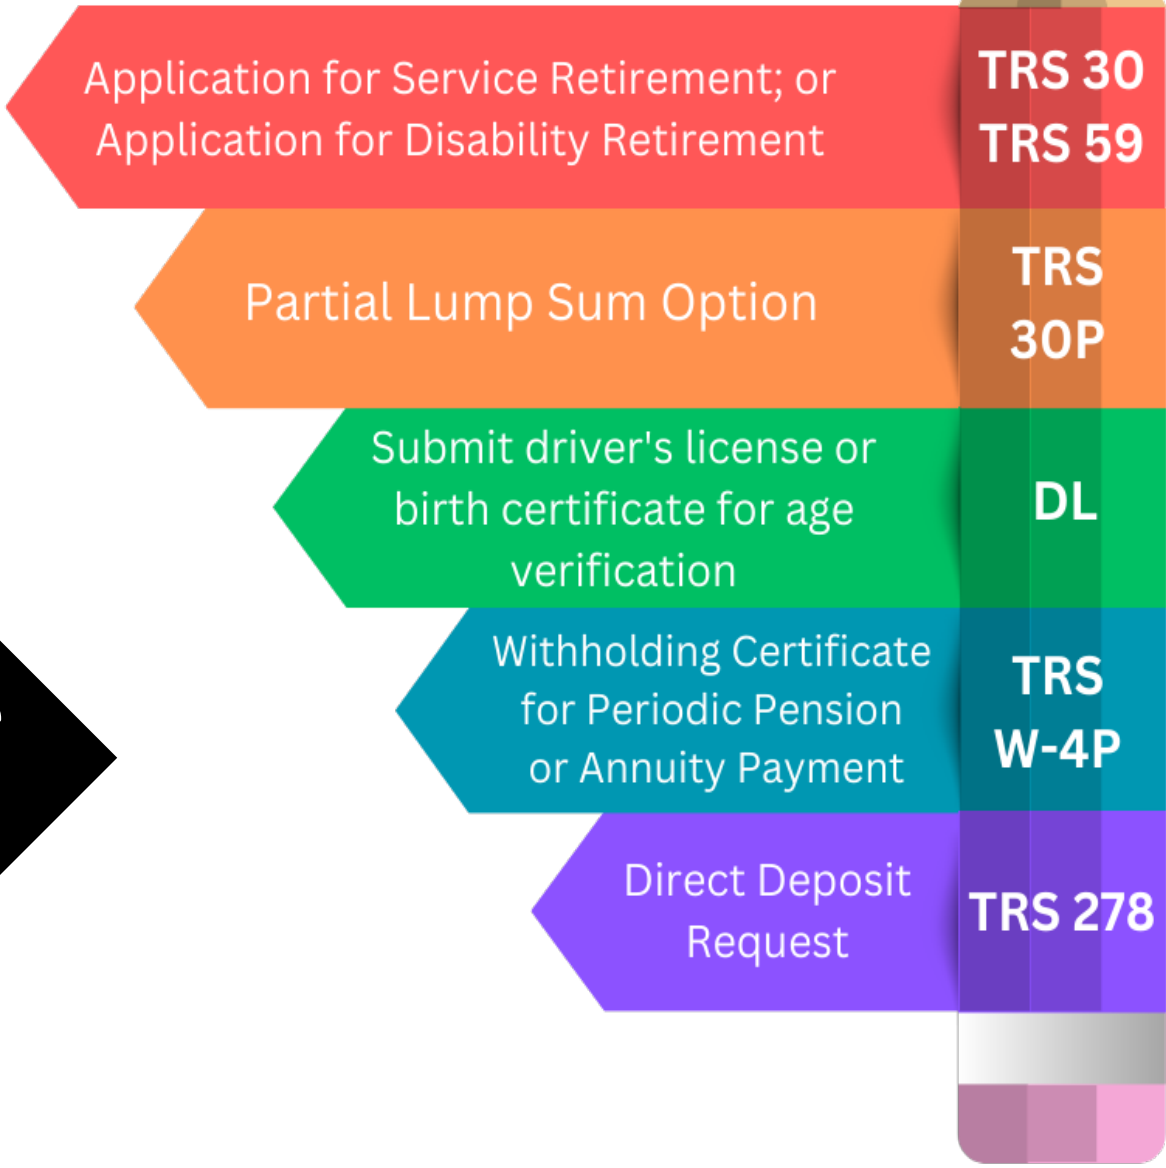 Application for Service Retirement; or
Application for Disability Retirement
TRS 30
TRS 59
Partial Lump Sum Option
TRS
30P
Submit driver's license or
birth certificate for age
verification
DL
Withholding Certificate
for Periodic Pension
or Annuity Payment
TRS
W-4P
Direct Deposit
Request
TRS 278